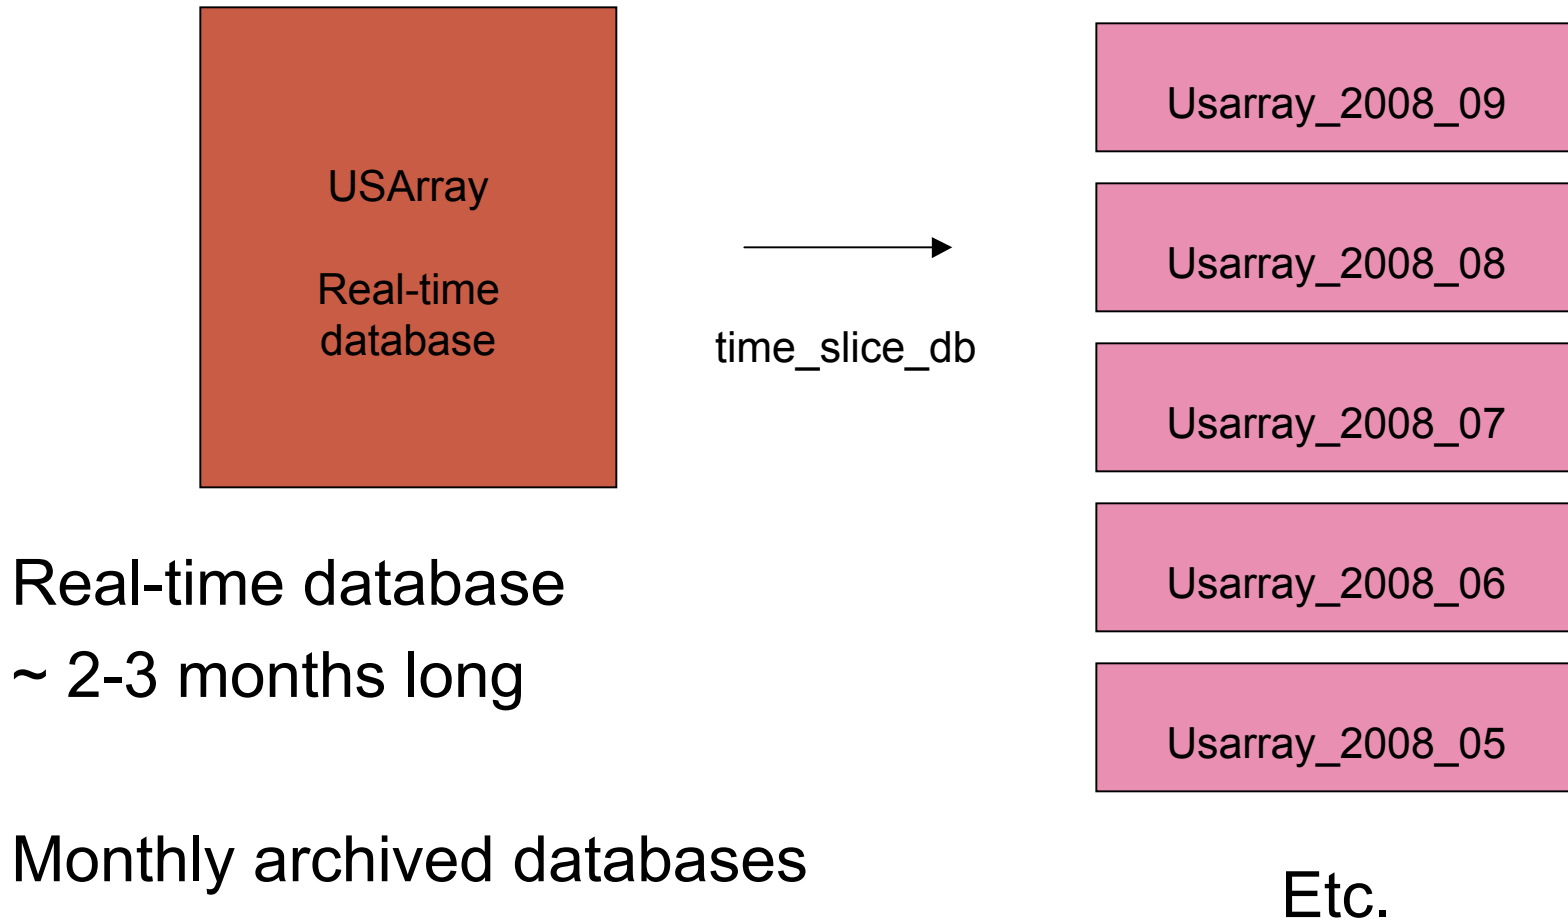 USArray
Real-time
database
time_slice_db
Usarray_2008_09
Usarray_2008_08
Usarray_2008_07
Usarray_2008_06
Usarray_2008_05
Etc.
Real-time database
~ 2-3 months long
Monthly archived databases